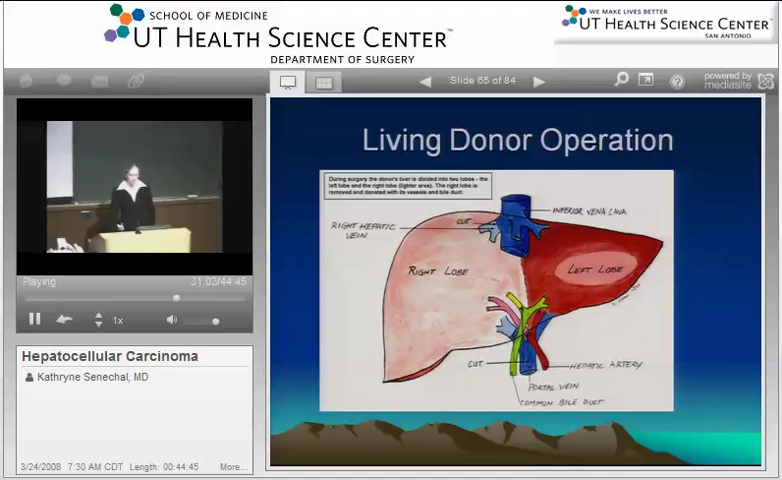 SCHOOL OF MEDICINE
UT HEALTH SCIENCE CENTER™
DEPARTMENT OF SURGERY
WE MAKE LIVES BETTER
UT HEALTH SCIENCE CENTER™
SAN ANTONIO
Slide 65 of 84
powered by
mediasite
Living Donor Operation
During surgery the donor's liver is divided into two lobes - the
left lobe and the right lobe (lighter area). The right lobe is
removed and donated with its vessels and bile duct.
INFERIOR VENA CAVA
CUT
RIGHT HEPATIC
VEIN
RIGHT LOBE
LEFT LOBE
CUT
HEPATIC ARTERY
PORTAL VEIN
COMMON BILE DUCT
Playing
31:03/44:45
1x
Hepatocellular Carcinoma
Kathryne Senechal, MD
3/24/2008 7:30 AM CDT Length: 00:44:45 More...